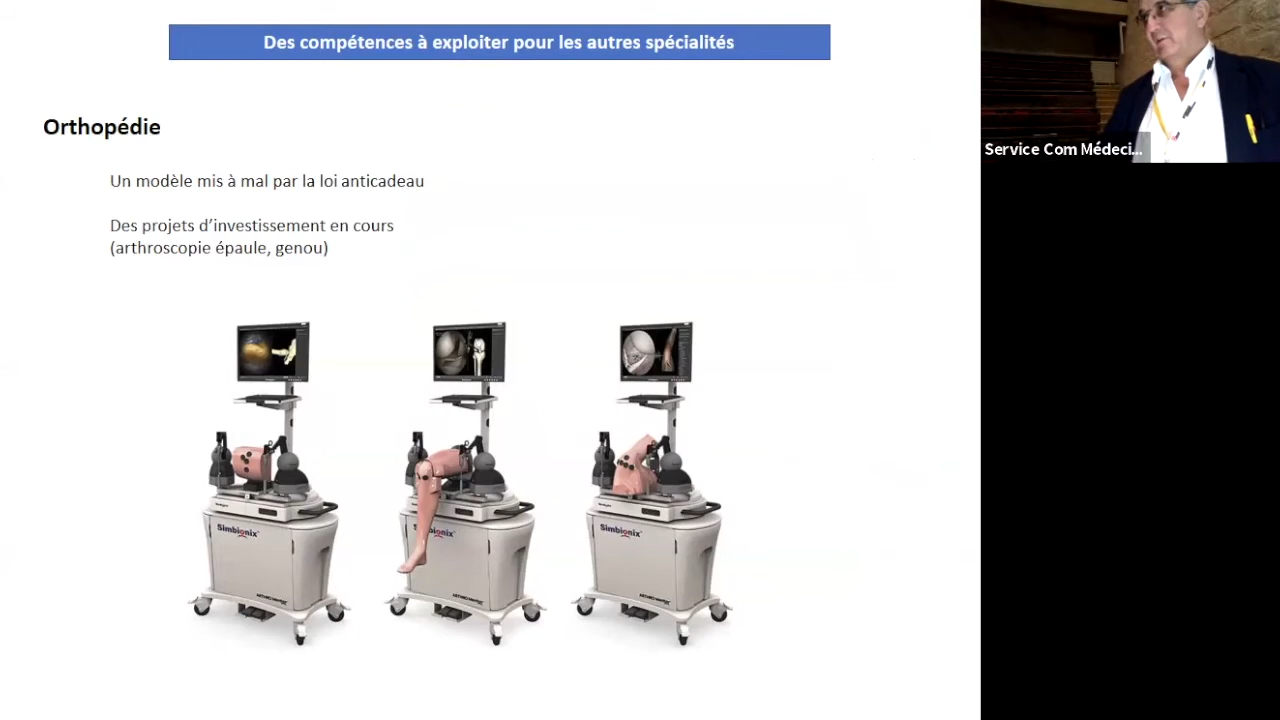 Des compétences à exploiter pour les autres spécialités
Orthopédie
Un modèle mis à mal par la loi anticadeau
Des projets d’investissement en cours
(arthroscopie épaule, genou)
Service Com Médeci...
Simbionix
Simbionix
Simbionix